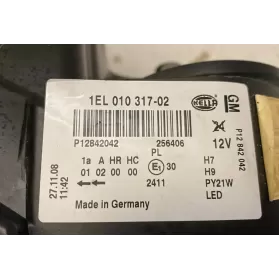 1EL 010 317-02
HELLA
GM
P12842042
256406
12V
P12 842 042
PL
1a A HR HC
01 02 00 00
E1 30
2411
H7
H9
PY21W
LED
27.11.08
11:42
Made in Germany